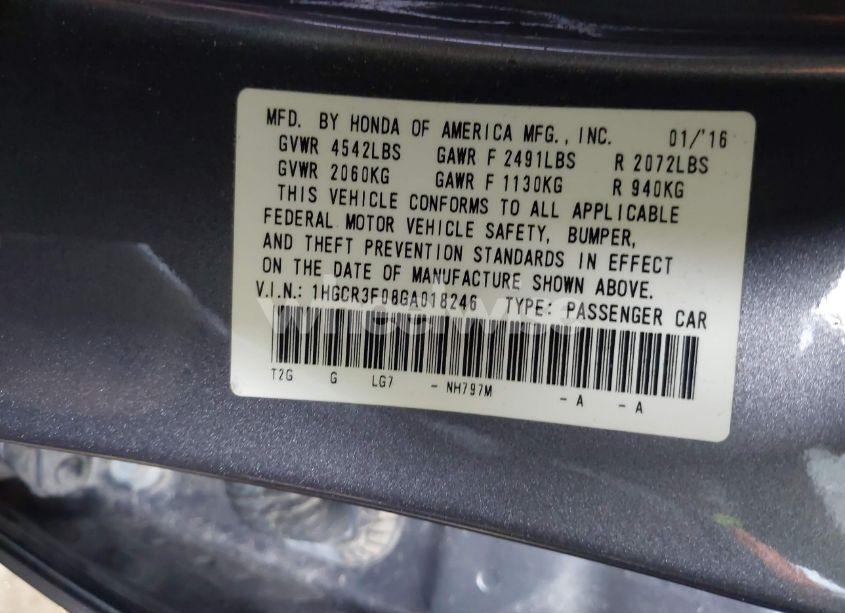 MFD. BY HONDA OF AMERICA MFG., INC. 01/'16
GVWR 4542LBS GAWR F 2491LBS R 2072LBS
GVWR 2060KG GAWR F 1130KG R 940KG
THIS VEHICLE CONFORMS TO ALL APPLICABLE
FEDERAL MOTOR VEHICLE SAFETY, BUMPER,
AND THEFT PREVENTION STANDARDS IN EFFECT
ON THE DATE OF MANUFACTURE SHOWN ABOVE.
V.I.N.: 1HGCR3F08GA018246 TYPE: PASSENGER CAR
wheelwise
T2G G LG7 - NH797M - A - A